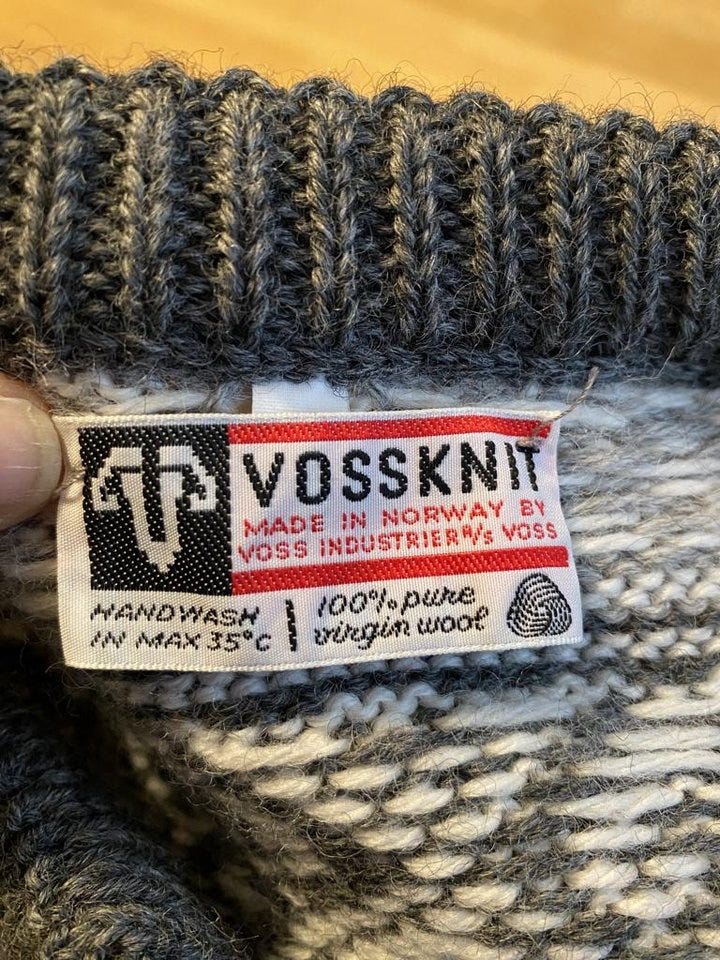 VOSSKNIT
MADE IN NORWAY BY
VOSS INDUSTRIER A/S VOSS
HANDWASH
IN MAX 35°C
100% pure
virgin wool